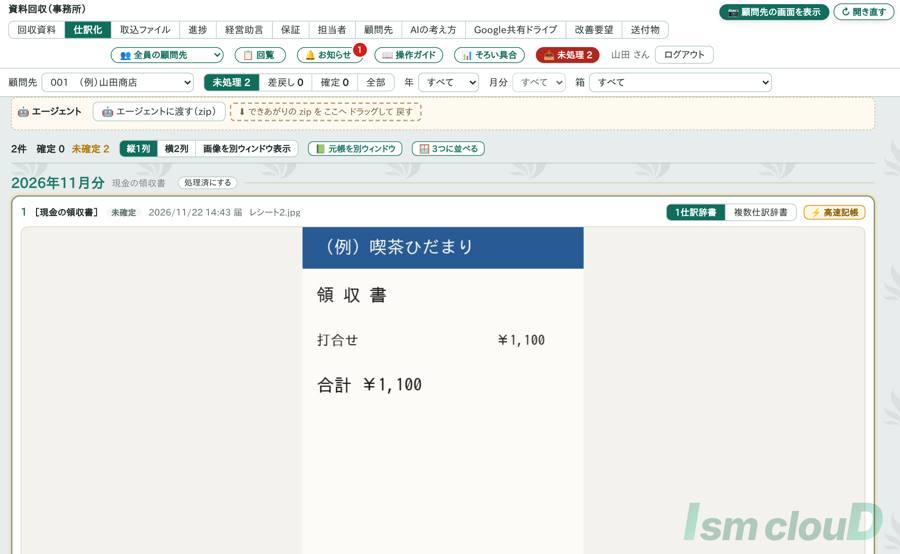 資料回収(事務所)
📷 顧問先の画面を表示
↻ 開き直す
回収資料 仕訳化 取込ファイル 進捗 経営助言 保証 担当者 顧問先 AIの考え方 Google共有ドライブ 改善要望 送付物
👥 全員の顧問先 📋 回覧 🔔 お知らせ 1 📖 操作ガイド 📊 そろい具合 📥 未処理 2 山田 さん ログアウト
顧問先 001 (例)山田商店 未処理 2 差戻し 0 確定 0 全部 年 すべて 月分 すべて 箱 すべて
🤖 エージェント 🤖 エージェントに渡す(zip) ⬇ できあがりの zip を ここへ ドラッグして 戻す
2件 確定 0 未確定 2 縦1列 横2列 画像を別ウィンドウ表示 📗 元帳を別ウィンドウ 🪟 3つに並べる
2026年11月分 現金の領収書 処理済にする
1 [現金の領収書] 未確定 2026/11/22 14:43 届 レシート2.jpg 1仕訳辞書 複数仕訳辞書 ⚡ 高速記帳
(例) 喫茶ひだまり
領 収 書
打合せ ¥1,100
合計 ¥1,100
Ism clouD